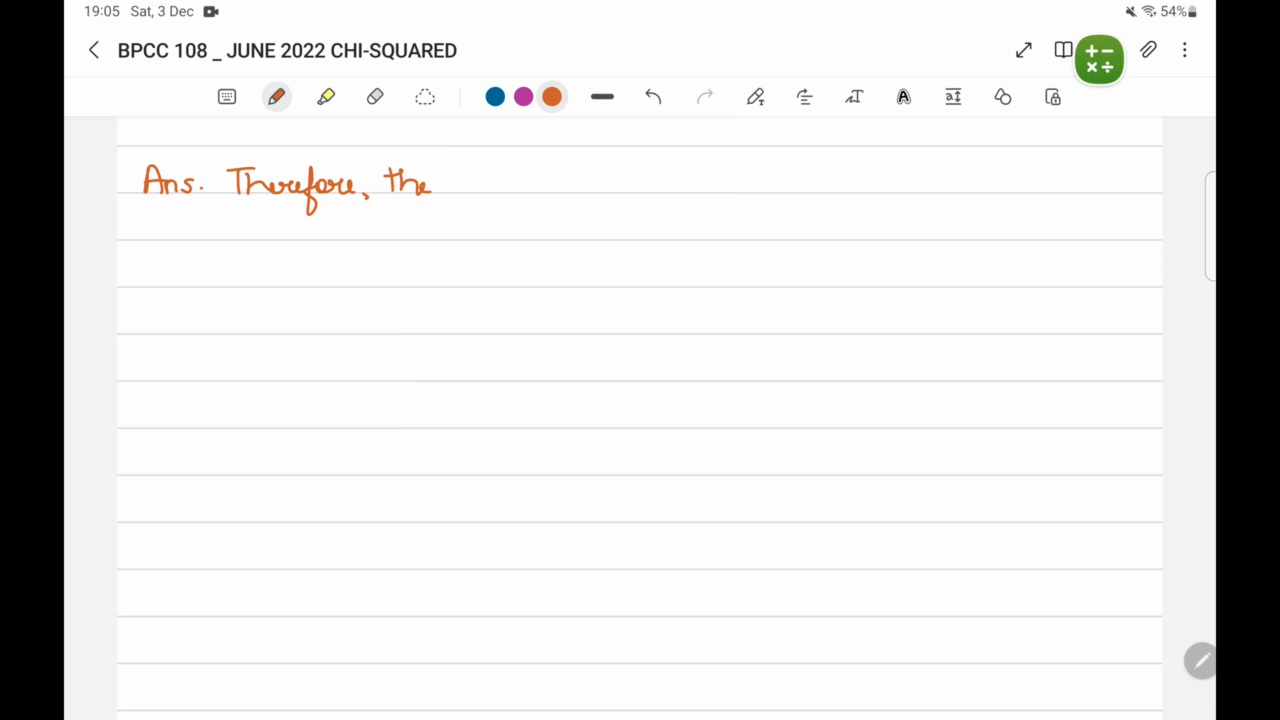 19:05 Sat, 3 Dec 54%
BPCC 108 _ JUNE 2022 CHI-SQUARED
Ans. Therefore, the